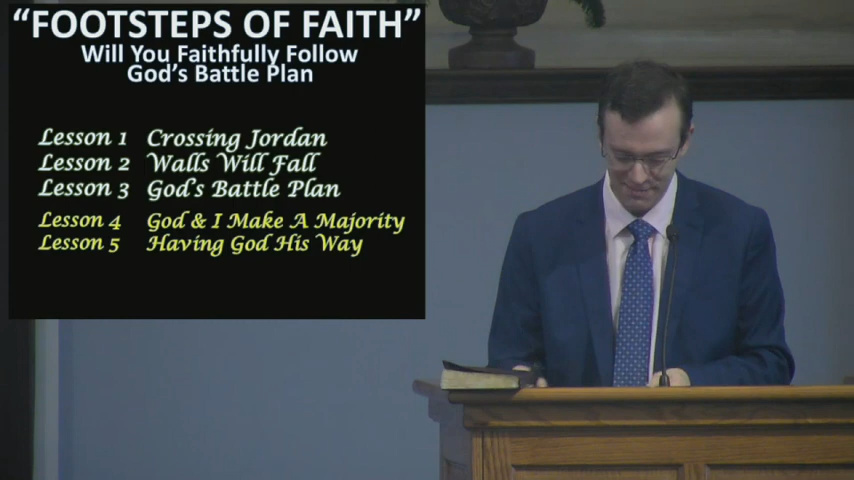 “FOOTSTEPS OF FAITH”
Will You Faithfully Follow
God’s Battle Plan
Lesson 1 Crossing Jordan
Lesson 2 Walls Will Fall
Lesson 3 God’s Battle Plan
Lesson 4 God & I Make A Majority
Lesson 5 Having God His Way